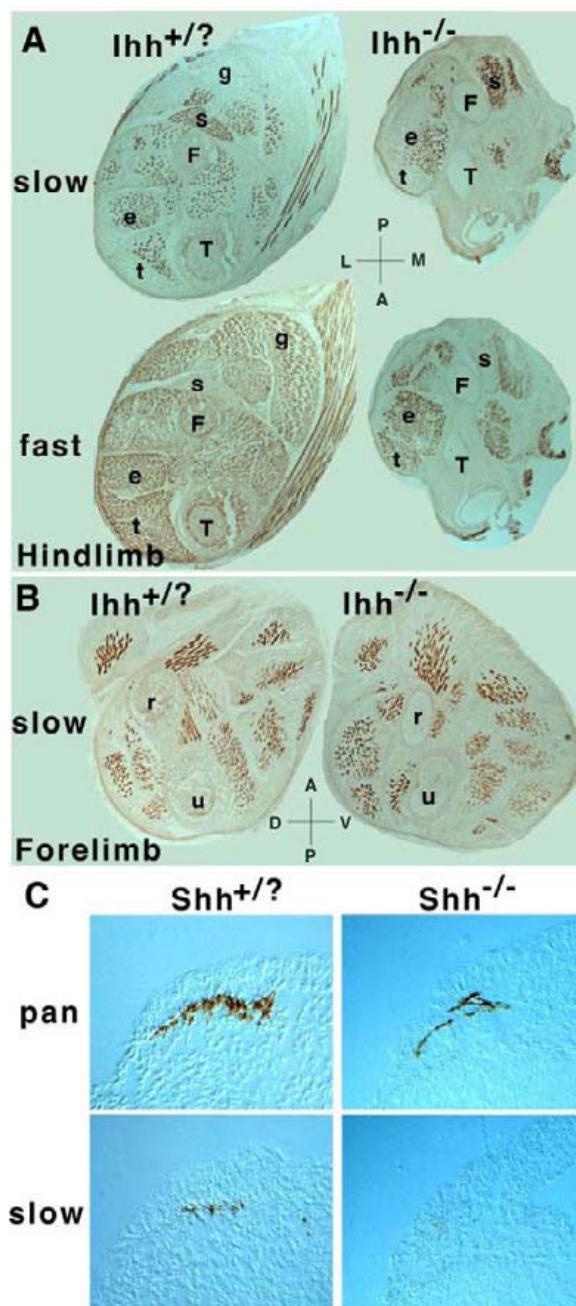 A Ihh+/? Ihh-/-
g
s s
F F
slow e e
t t
T T
P
L M
A
g
s s
F F
fast e e
t t
T T
Hindlimb
B Ihh+/? Ihh-/-
slow r r
u u
A
D V
P
Forelimb
C Shh+/? Shh-/-
pan
slow